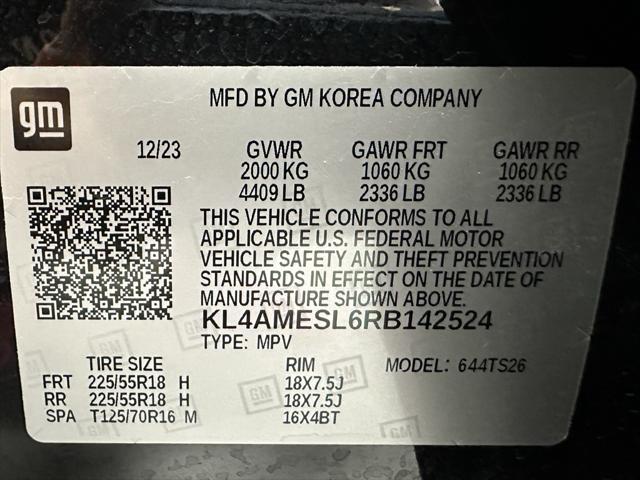 gm
MFD BY GM KOREA COMPANY
12/23 GVWR GAWR FRT GAWR RR
2000 KG 1060 KG 1060 KG
4409 LB 2336 LB 2336 LB
THIS VEHICLE CONFORMS TO ALL
APPLICABLE U.S. FEDERAL MOTOR
VEHICLE SAFETY AND THEFT PREVENTION
STANDARDS IN EFFECT ON THE DATE OF
MANUFACTURE SHOWN ABOVE.
KL4AMESL6RB142524
TYPE: MPV
TIRE SIZE RIM MODEL: 644TS26
FRT 225/55R18 H 18X7.5J
RR 225/55R18 H 18X7.5J
SPA T125/70R16 M 16X4BT